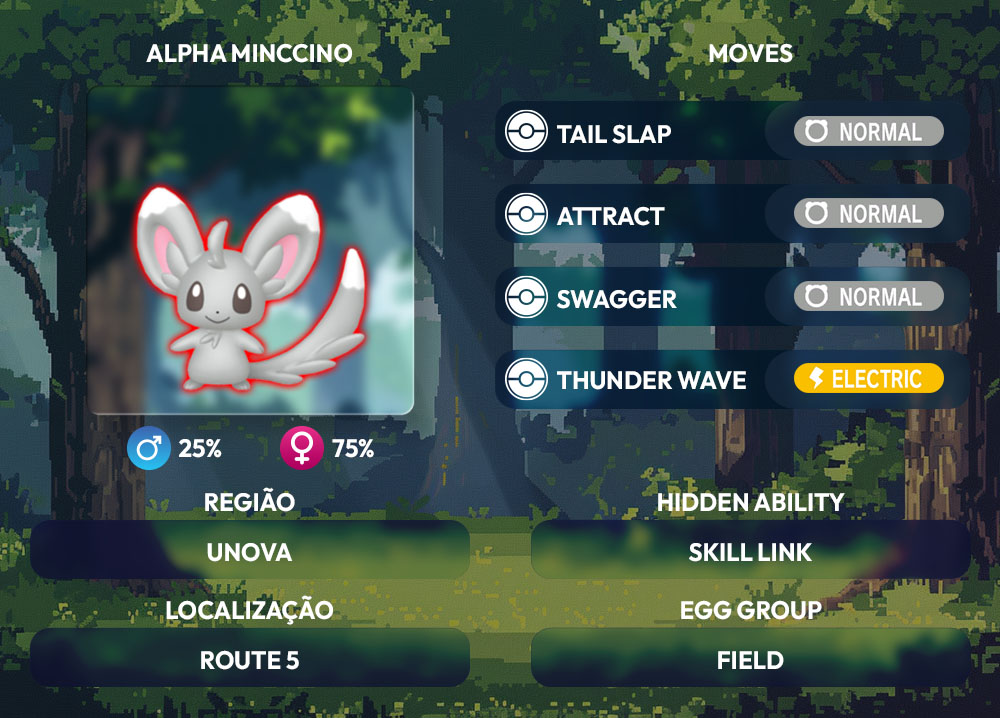 ALPHA MINCCINO
25%
75%
REGIÃO
UNOVA
LOCALIZAÇÃO
ROUTE 5
MOVES
TAIL SLAP NORMAL
ATTRACT NORMAL
SWAGGER NORMAL
THUNDER WAVE ELECTRIC
HIDDEN ABILITY
SKILL LINK
EGG GROUP
FIELD